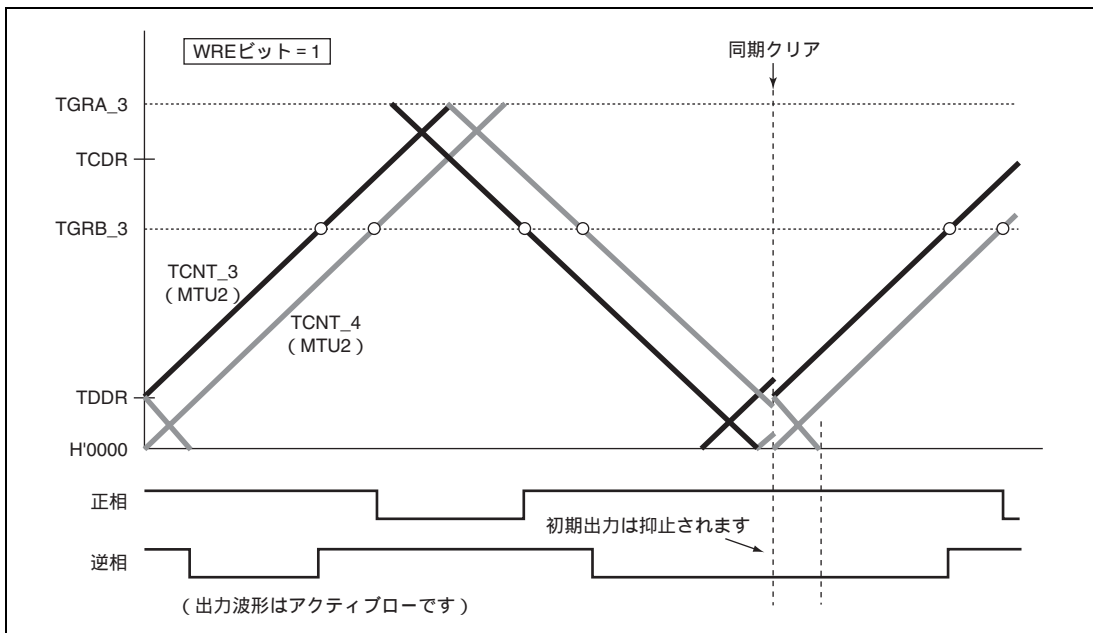 WREビット = 1
同期クリア
TGRA_3
TCDR
TGRB_3
TCNT_3
( MTU2 )
TCNT_4
( MTU2 )
TDDR
H'0000
正相
初期出力は抑止されます
逆相
( 出力波形はアクティブローです )